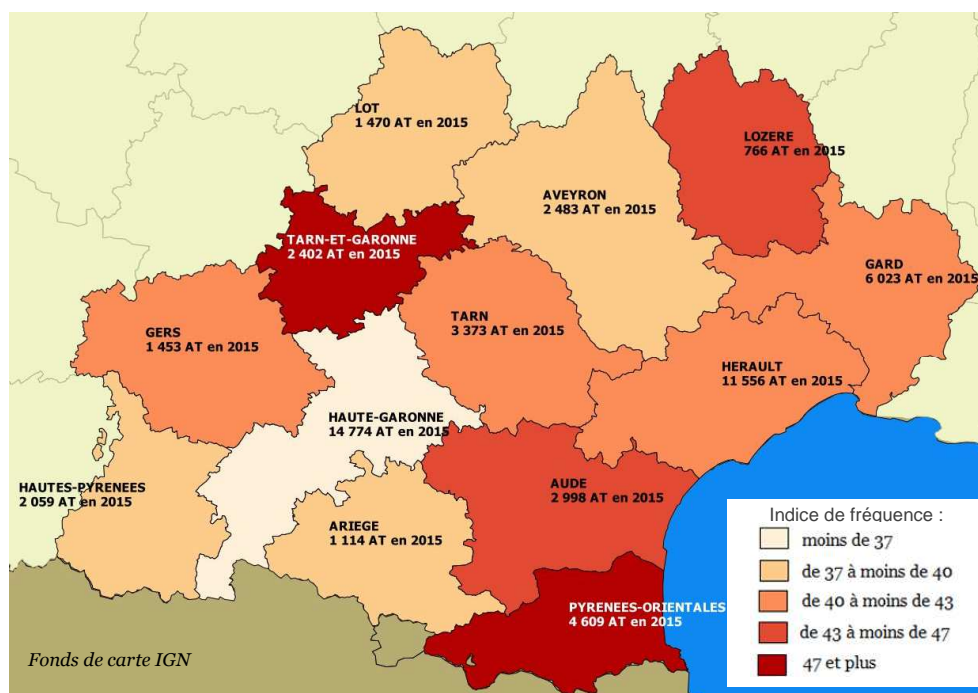 LOT
1 470 AT en 2015
LOZERE
766 AT en 2015
AVEYRON
2 483 AT en 2015
TARN-ET-GARONNE
2 402 AT en 2015
GARD
6 023 AT en 2015
TARN
3 373 AT en 2015
GERS
1 453 AT en 2015
HERAULT
11 556 AT en 2015
HAUTE-GARONNE
14 774 AT en 2015
HAUTES-PYRENEES
2 059 AT en 2015
AUDE
2 998 AT en 2015
ARIEGE
1 114 AT en 2015
PYRENEES-ORIENTALES
4 609 AT en 2015
Indice de fréquence :
moins de 37
de 37 à moins de 40
de 40 à moins de 43
de 43 à moins de 47
47 et plus
Fonds de carte IGN